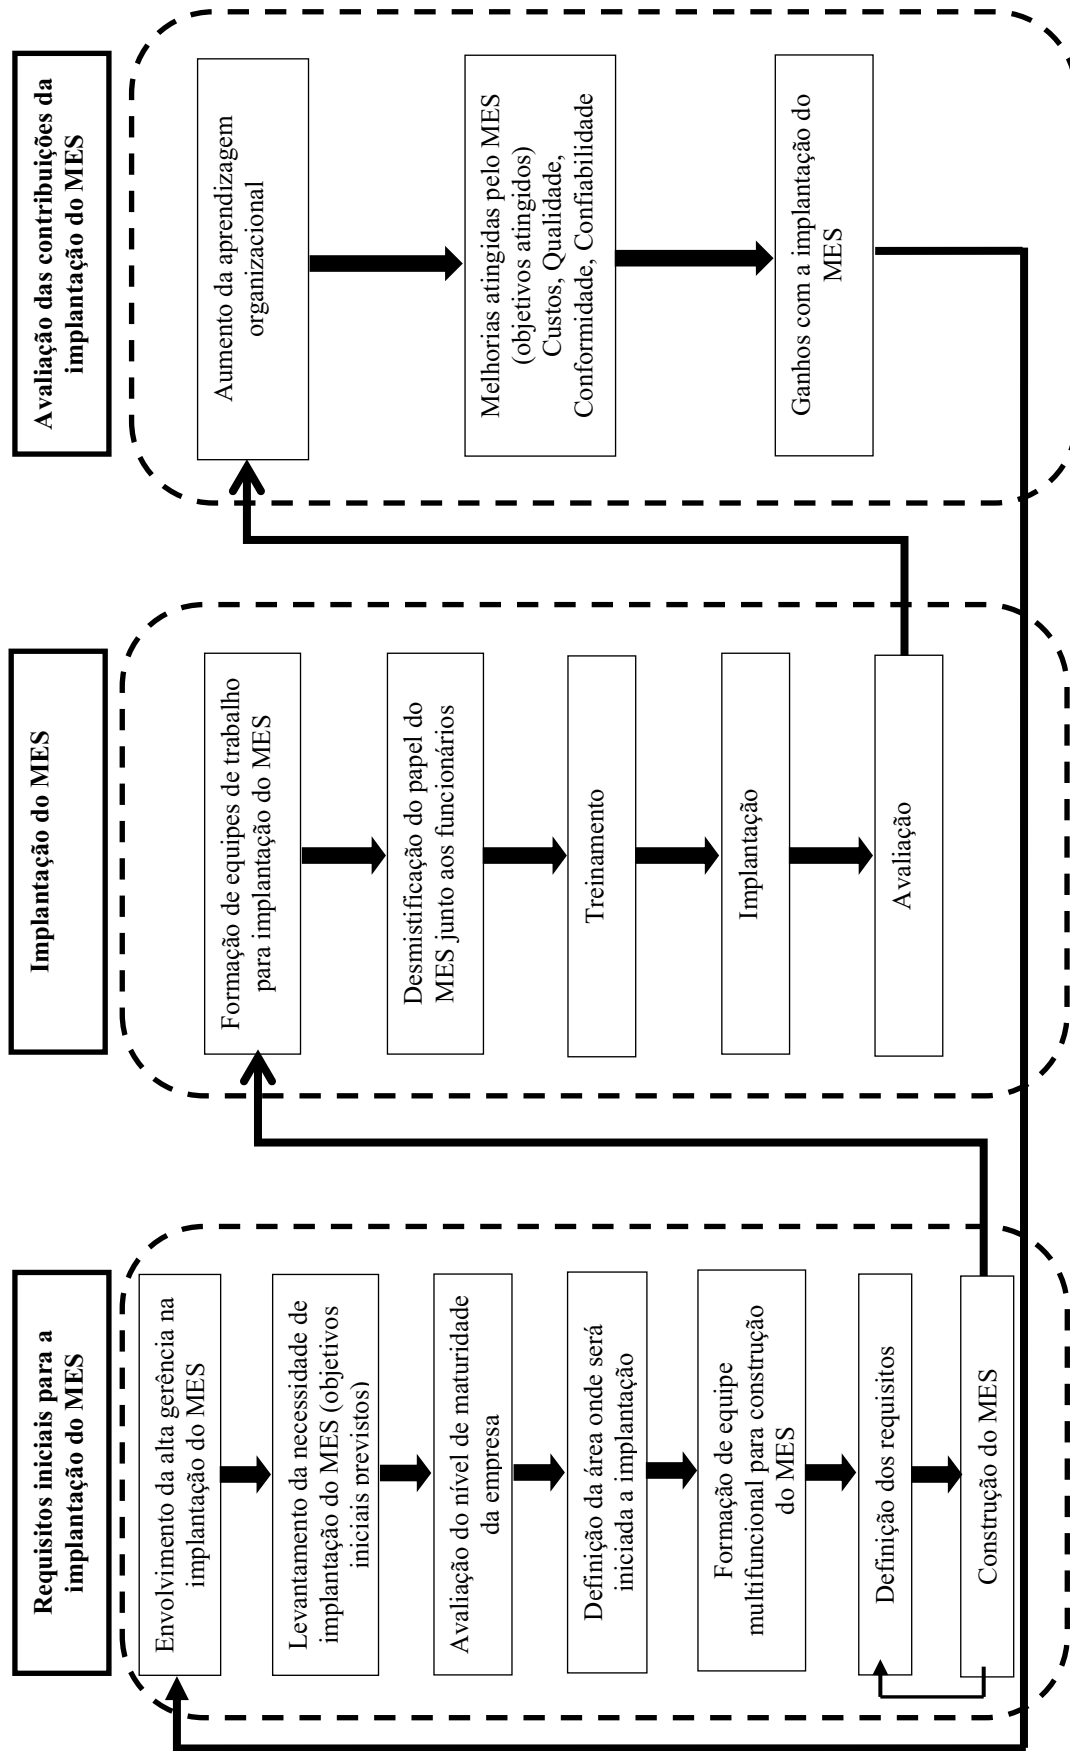 Requisitos iniciais para a
implantação do MES
Envolvimento da alta gerência na
implantação do MES
Levantamento da necessidade de
implantação do MES (objetivos
iniciais previstos)
Avaliação do nível de maturidade
da empresa
Definição da área onde será
iniciada a implantação
Formação de equipe
multifuncional para construção
do MES
Definição dos requisitos
Construção do MES
Implantação do MES
Formação de equipes de trabalho
para implantação do MES
Desmistificação do papel do
MES junto aos funcionários
Treinamento
Implantação
Avaliação
Avaliação das contribuições da
implantação do MES
Aumento da aprendizagem
organizacional
Melhorias atingidas pelo MES
(objetivos atingidos)
Custos, Qualidade,
Conformidade, Confiabilidade
Ganhos com a implantação do
MES